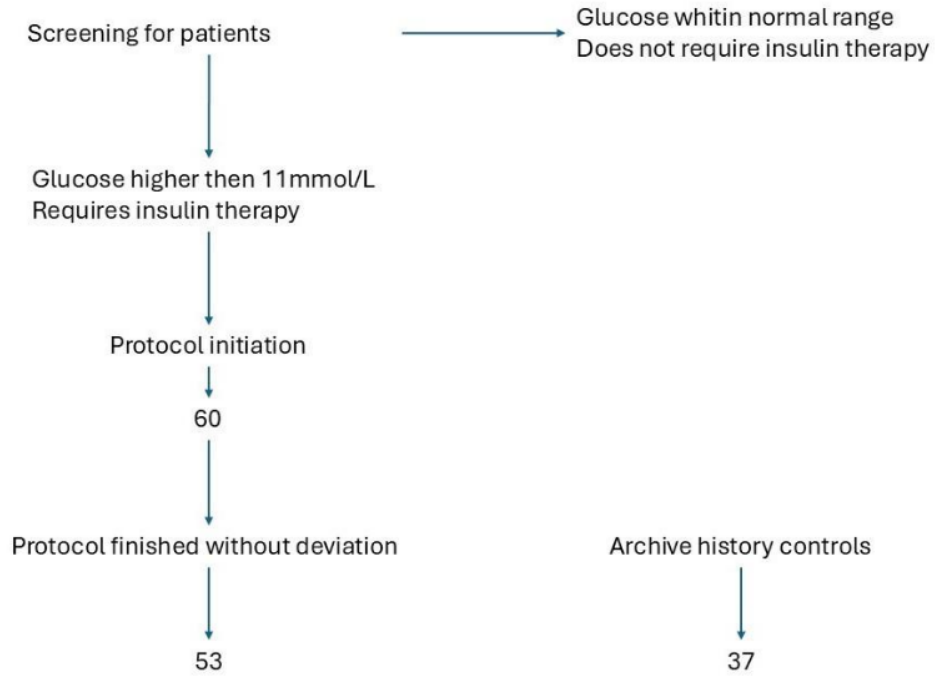 Screening for patients
Glucose whitin normal range
Does not require insulin therapy
Glucose higher then 11mmol/L
Requires insulin therapy
Protocol initiation
60
Protocol finished without deviation
Archive history controls
53
37